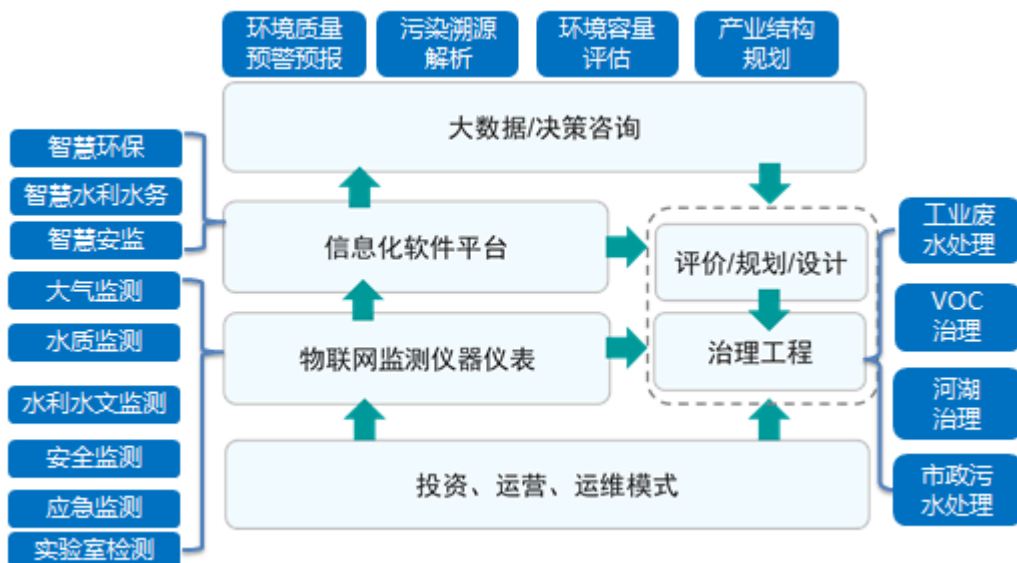 环境质量
预警预报
污染溯源
解析
环境容量
评估
产业结构
规划
大数据/决策咨询
智慧环保
智慧水利水务
智慧安监
信息化软件平台
评价/规划/设计
工业废
水处理
大气监测
水质监测
水利水文监测
安全监测
应急监测
实验室检测
物联网监测仪器仪表
治理工程
VOC
治理
河湖
治理
市政污
水处理
投资、运营、运维模式